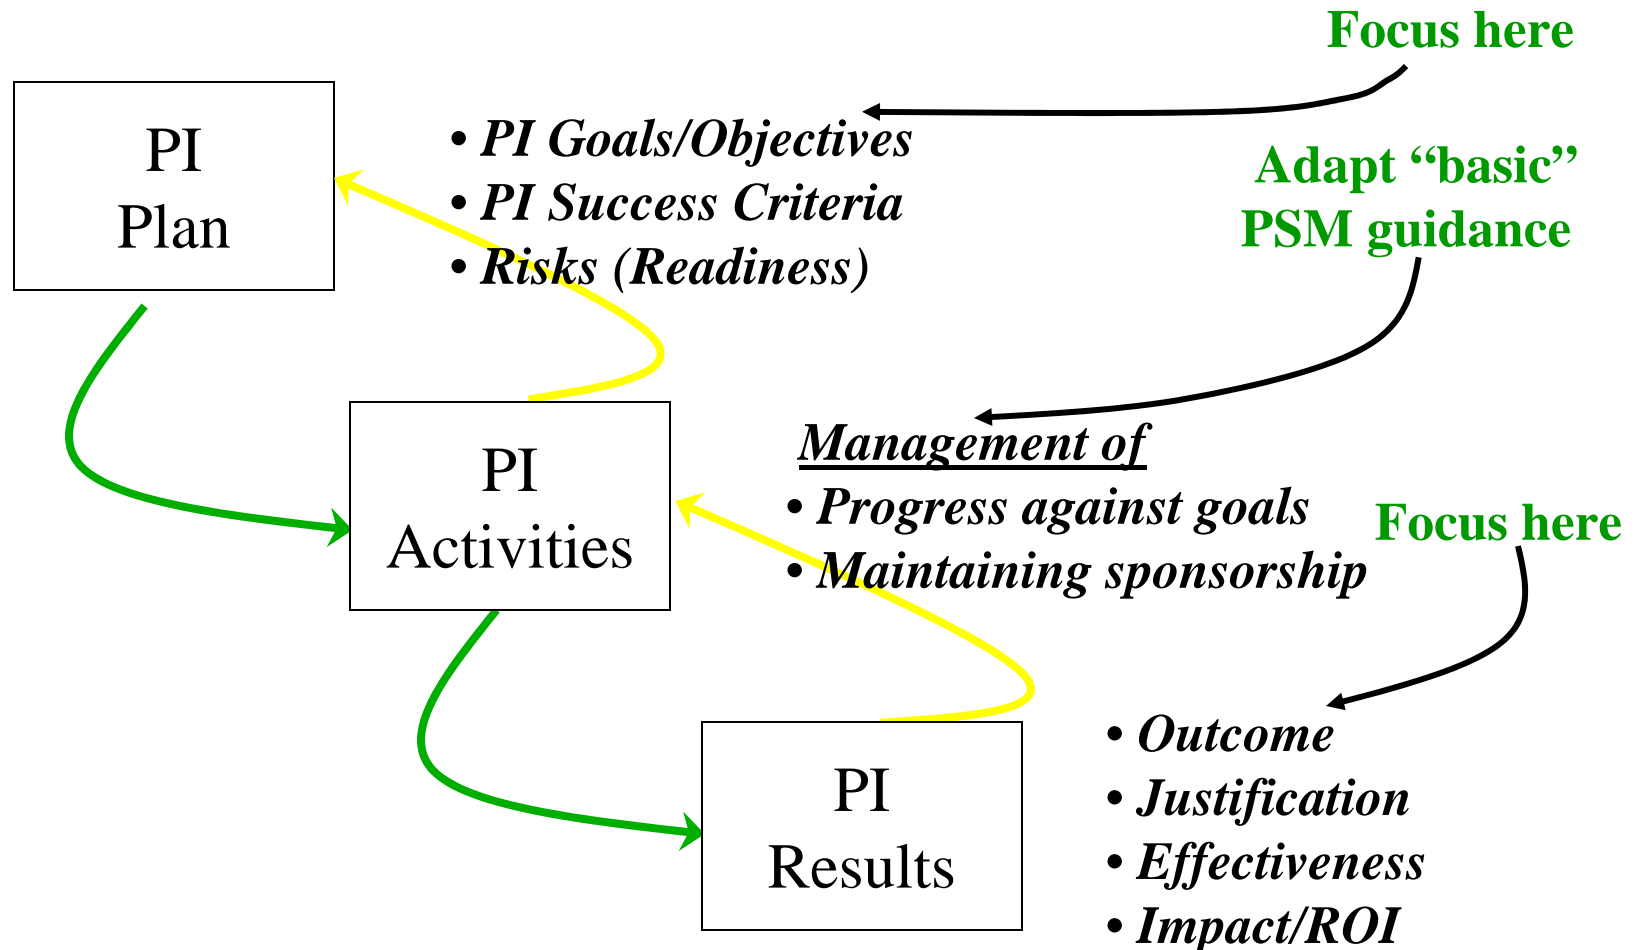 Focus here
PI
Plan
• PI Goals/Objectives
• PI Success Criteria
• Risks (Readiness)
Adapt “basic”
PSM guidance
PI
Activities
Management of
• Progress against goals
• Maintaining sponsorship
Focus here
PI
Results
• Outcome
• Justification
• Effectiveness
• Impact/ROI